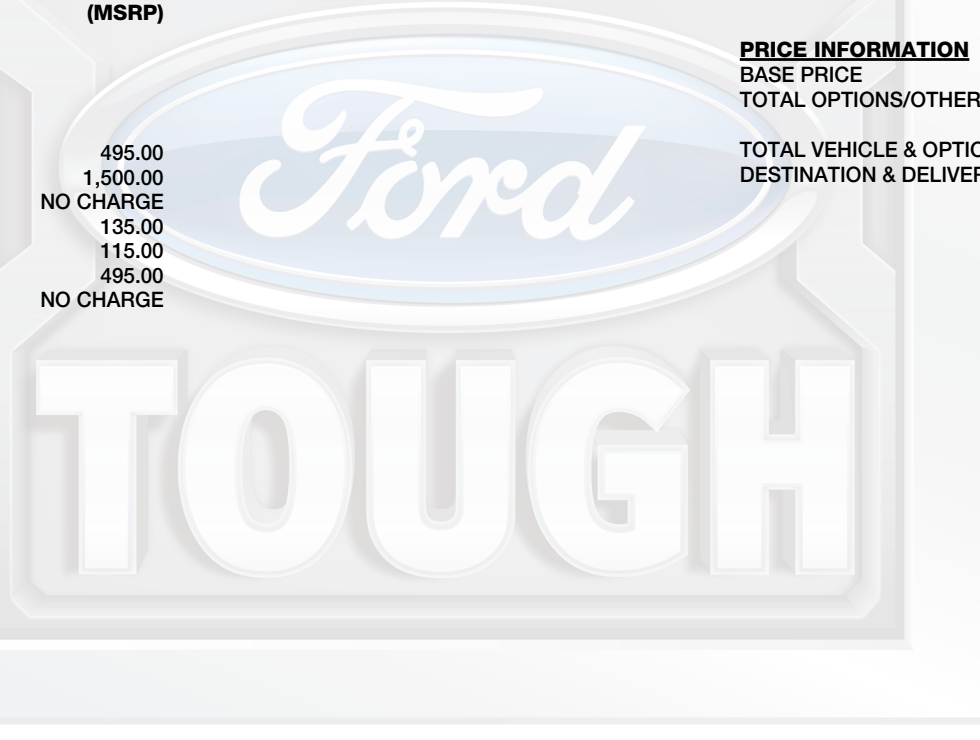 (MSRP)
495.00
1,500.00
NO CHARGE
135.00
115.00
495.00
NO CHARGE
PRICE INFORMATION
BASE PRICE
TOTAL OPTIONS/OTHER
TOTAL VEHICLE & OPTIO
DESTINATION & DELIVER
Ford
TOUGH